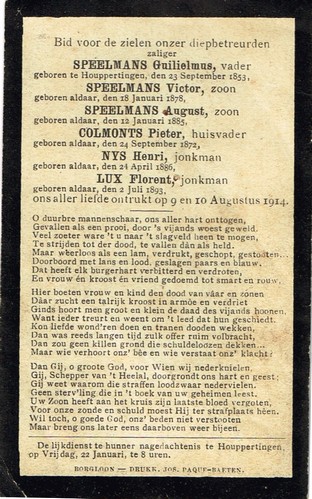 Bid voor de zielen onzer diepbetreurden
zaliger
SPEELMANS Guilielmus, vader
geboren te Houppertingen, den 23 September 1853,
SPEELMANS Victor, zoon
geboren aldaar, den 18 Januari 1878,
SPEELMANS August, zoon
geboren aldaar, den 12 Januari 1885,
COLMONTS Pieter, huisvader
geboren aldaar, den 24 September 1872,
NYS Henri, jonkman
geboren aldaar, den 24 April 1886,
LUX Florent, jonkman
geboren aldaar, den 2 Juli 1893,
ons aller liefde ontrukt op 9 en 10 Augustus 1914.
O duurbre mannenschaar, ons aller hart onttogen,
Gevallen als een prooi, door 's vijands woest geweld.
Veel zoeter ware 't u naar 't slagveld heen te mogen,
Te strijden tot der dood, te vallen dán als held.
Maar weerloos als een lam, verdrukt, geschopt, gestooten...
Doorboord met lans en lood, geslagen paars en blauw.
Dat heeft elk burgerhart verbitterd en verdroten,
En vrouw én kroost én vriend gedoemd tot smart en rouw.
Hier boeten vrouw en kind den dood van váar en zonen
Dáar rukt een talrijk kroost in armóe en verdriet
Ginds hoort men groot en klein de daad des vijands hoonen.
Want ieder treurt en weent om 't leed dat hun geschiedt.
Kon liefde wond'ren doen en tranen dooden wekken.
Dan was reeds langen tijd zulk offer ruim volbracht,
Dan zou geen killen grond die schuldeloozen dekken...
Maar wie verhoort ons' bêe en wie verstaat ons' klacht?
Dan Gij, o groote God, voor Wien wij nederknielen.
Gij, Schepper van 't Heelal, doorgrondt ons hart en geest;
Gij weet waarom die straffen loodzwaar nedervielen.
Geen sterv'ling die in 't boek van uw geheimen leest.
Uw Zoon heeft aan het kruis zijn laatste bloed vergoten,
Voor onze zonde en schuld moest Hij ter strafplaats héen.
Wil toch, o goede God, onz' beden niet verstooten
Maar breng ons later eens daarboven weer bijeen.
De lijkdienst te hunner nagedachtenis te Houppertingen,
op Vrijdag, 22 Januari, te 8 uren.
BORGLOON — DRUKK. JOS. PAQUE-BAETEN.